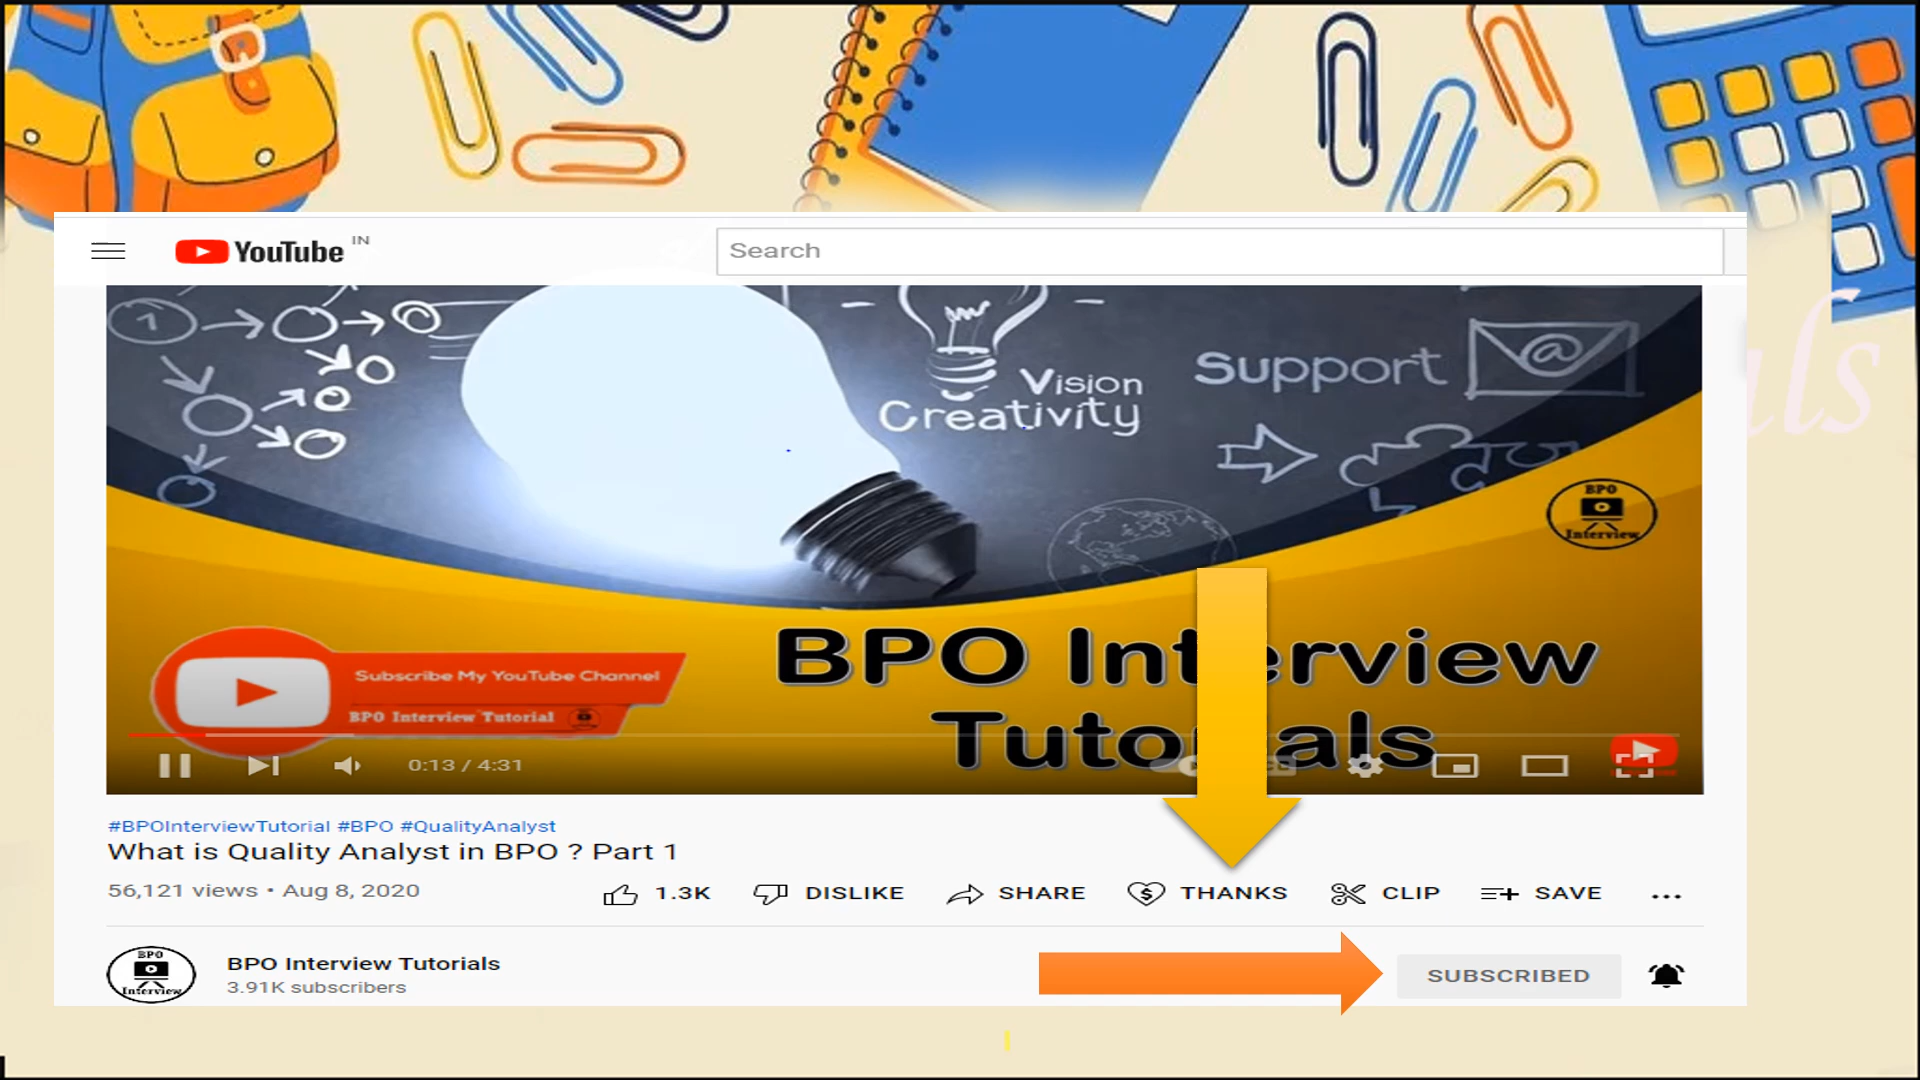 YouTube IN
Search
Vision
Creativity
Support
@
BPO
Interview
Subscribe My YouTube Channel
BPO Interview Tutorial
BPO Interview
Tutorials
0:13 / 4:31
#BPOInterviewTutorial #BPO #QualityAnalyst
What is Quality Analyst in BPO ? Part 1
56,121 views • Aug 8, 2020
1.3K DISLIKE SHARE THANKS CLIP SAVE ...
BPO
Interview
BPO Interview Tutorials
3.91K subscribers
SUBSCRIBED